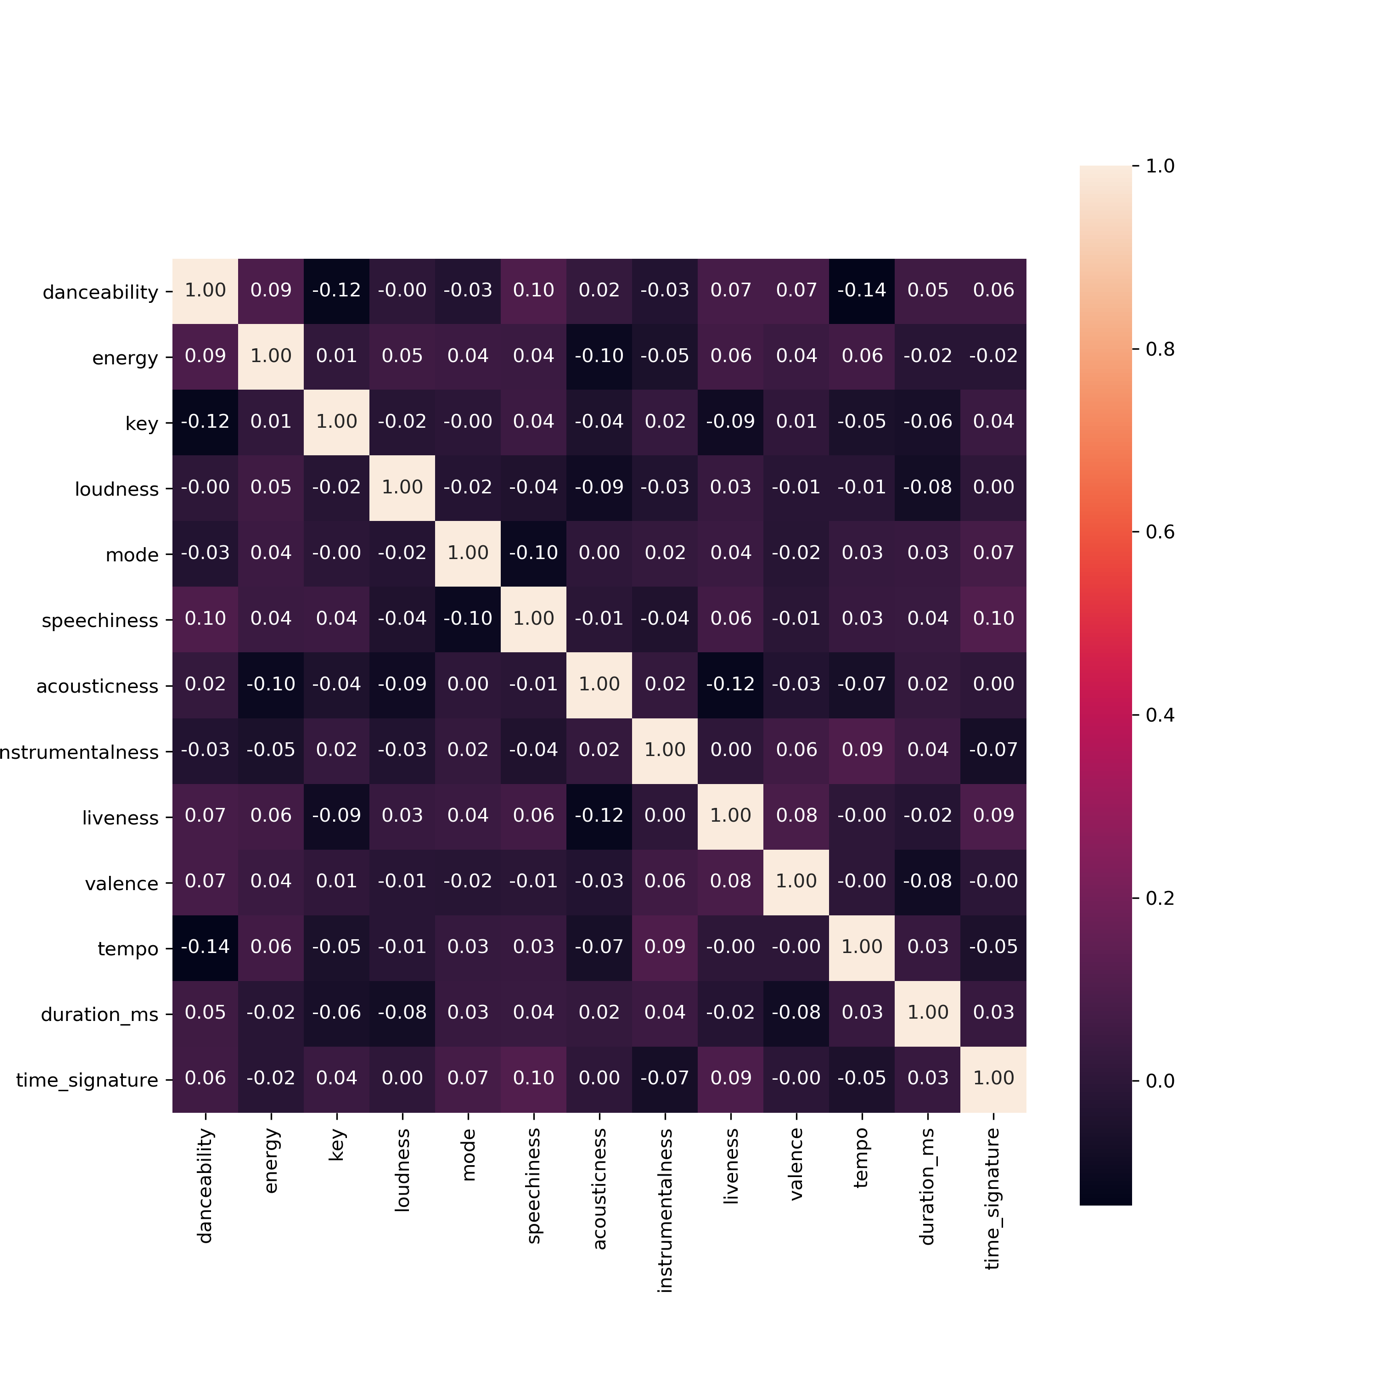 1.0
danceability 1.00 0.09 -0.12 -0.00 -0.03 0.10 0.02 -0.03 0.07 0.07 -0.14 0.05 0.06
0.8
energy 0.09 1.00 0.01 0.05 0.04 0.04 -0.10 -0.05 0.06 0.04 0.06 -0.02 -0.02
key -0.12 0.01 1.00 -0.02 -0.00 0.04 -0.04 0.02 -0.09 0.01 -0.05 -0.06 0.04
loudness -0.00 0.05 -0.02 1.00 -0.02 -0.04 -0.09 -0.03 0.03 -0.01 -0.01 -0.08 0.00
0.6
mode -0.03 0.04 -0.00 -0.02 1.00 -0.10 0.00 0.02 0.04 -0.02 0.03 0.03 0.07
speechiness 0.10 0.04 0.04 -0.04 -0.10 1.00 -0.01 -0.04 0.06 -0.01 0.03 0.04 0.10
acousticness 0.02 -0.10 -0.04 -0.09 0.00 -0.01 1.00 0.02 -0.12 -0.03 -0.07 0.02 0.00
0.4
nstrumentalness -0.03 -0.05 0.02 -0.03 0.02 -0.04 0.02 1.00 0.00 0.06 0.09 0.04 -0.07
liveness 0.07 0.06 -0.09 0.03 0.04 0.06 -0.12 0.00 1.00 0.08 -0.00 -0.02 0.09
valence 0.07 0.04 0.01 -0.01 -0.02 -0.01 -0.03 0.06 0.08 1.00 -0.00 -0.08 -0.00
0.2
tempo -0.14 0.06 -0.05 -0.01 0.03 0.03 -0.07 0.09 -0.00 -0.00 1.00 0.03 -0.05
duration_ms 0.05 -0.02 -0.06 -0.08 0.03 0.04 0.02 0.04 -0.02 -0.08 0.03 1.00 0.03
time_signature 0.06 -0.02 0.04 0.00 0.07 0.10 0.00 -0.07 0.09 -0.00 -0.05 0.03 1.00
0.0
danceability
energy
key
loudness
mode
speechiness
acousticness
instrumentalness
liveness
valence
tempo
duration_ms
time_signature